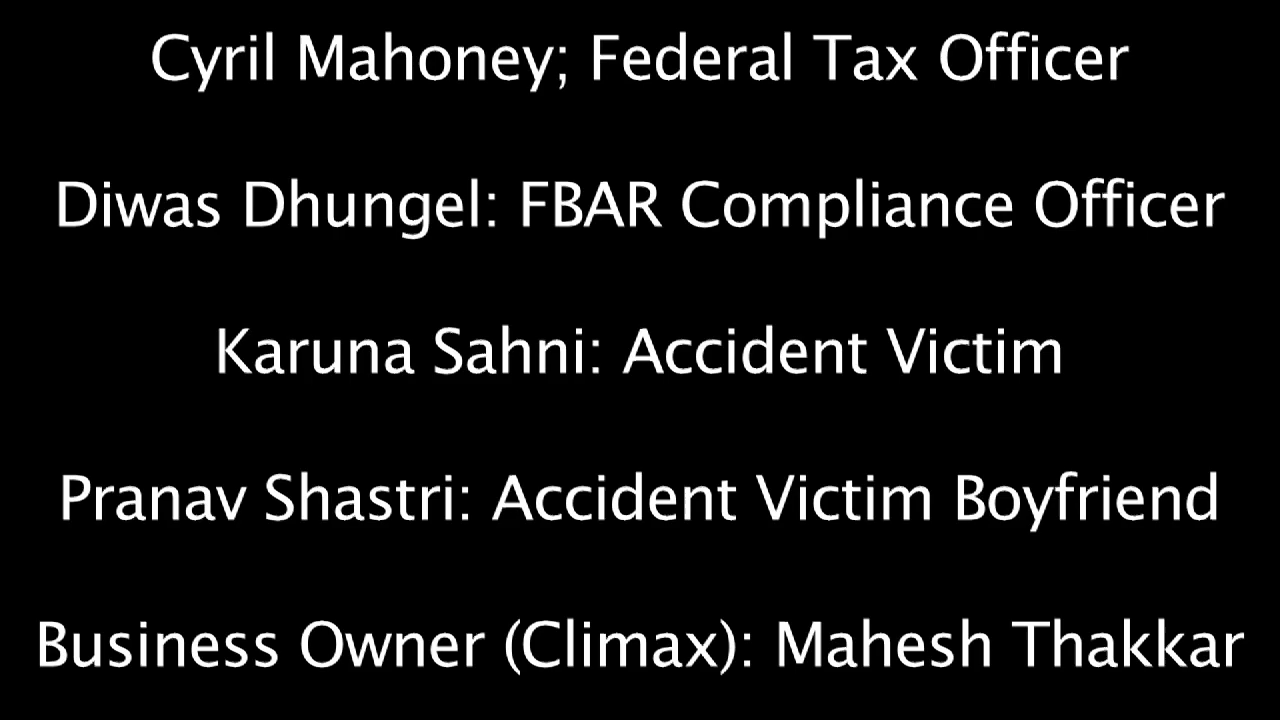 Cyril Mahoney; Federal Tax Officer
Diwas Dhungel: FBAR Compliance Officer
Karuna Sahni: Accident Victim
Pranav Shastri: Accident Victim Boyfriend
Business Owner (Climax): Mahesh Thakkar